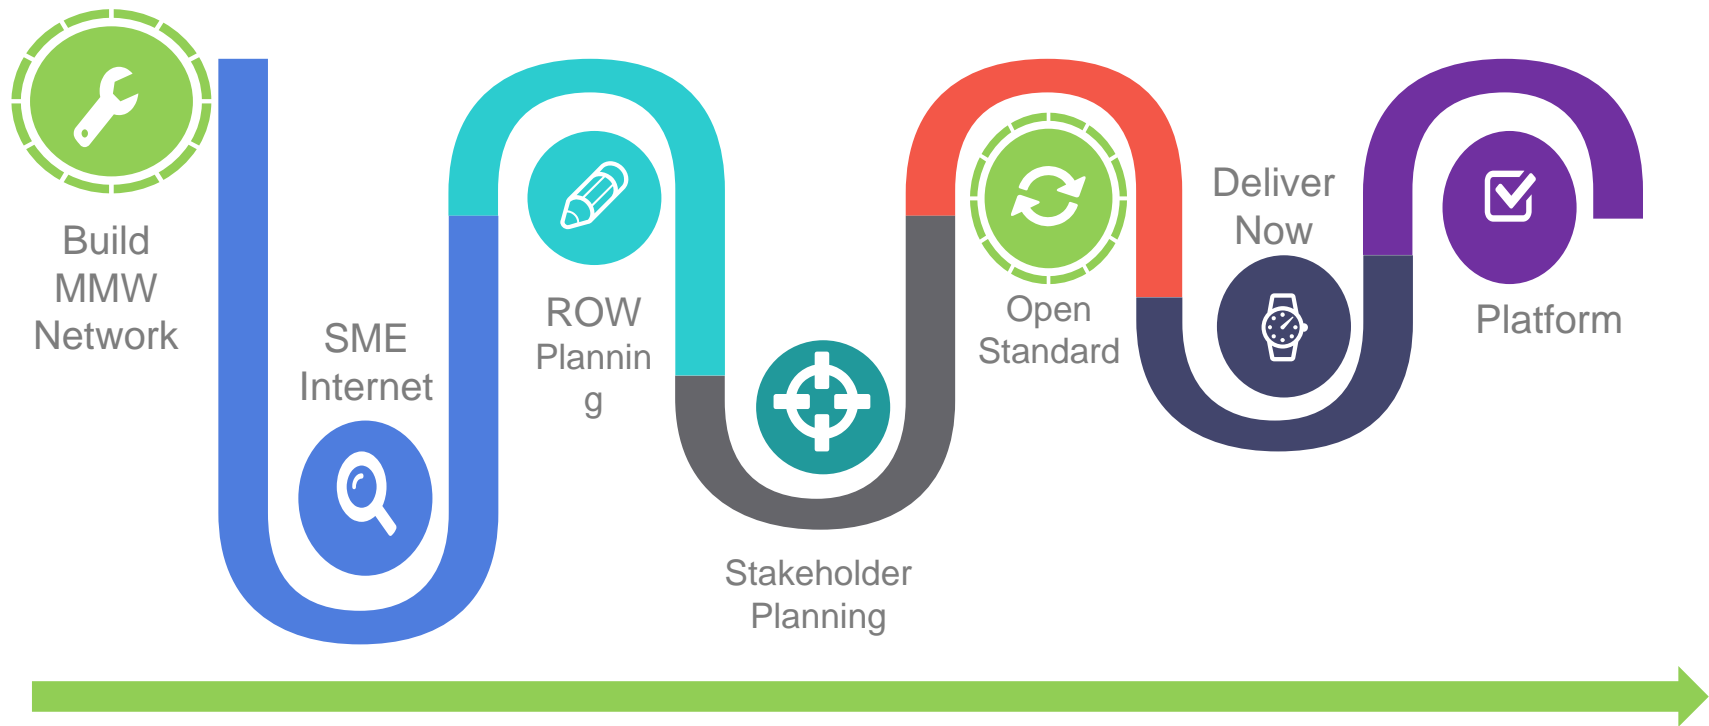 Build
MMW
Network
SME
Internet
ROW
Plannin
g
Stakeholder
Planning
Open
Standard
Deliver
Now
Platform